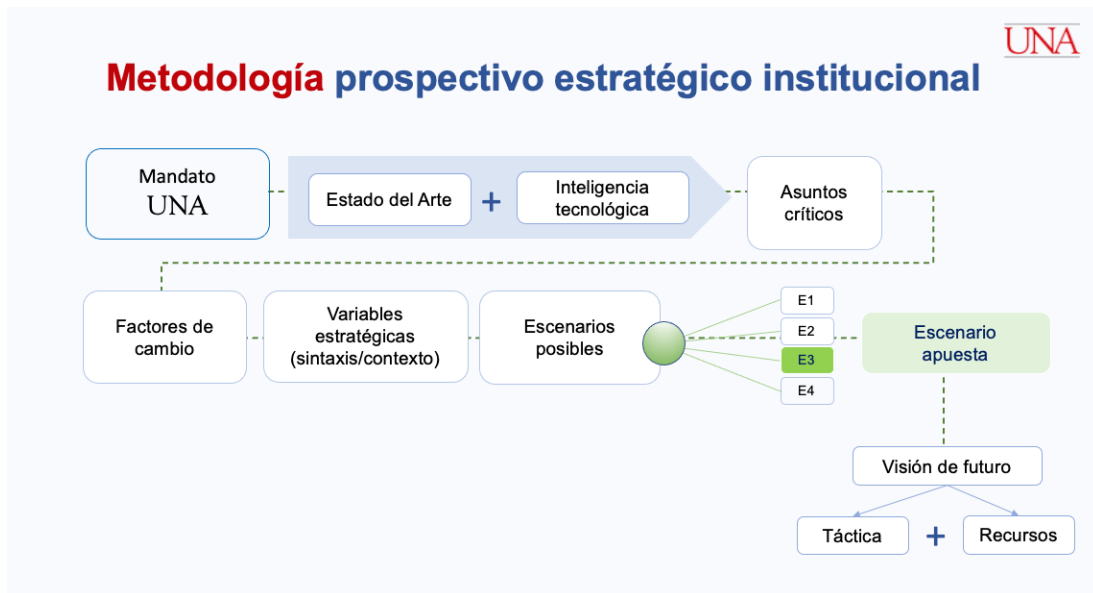 UNA
Metodología prospectivo estratégico institucional
Mandato
UNA
Estado del Arte
+
Inteligencia
tecnológica
Asuntos
críticos
Factores de
cambio
Variables
estratégicas
(sintaxis/contexto)
Escenarios
posibles
E1
E2
E3
E4
Escenario
apuesta
Visión de futuro
Táctica
+
Recursos